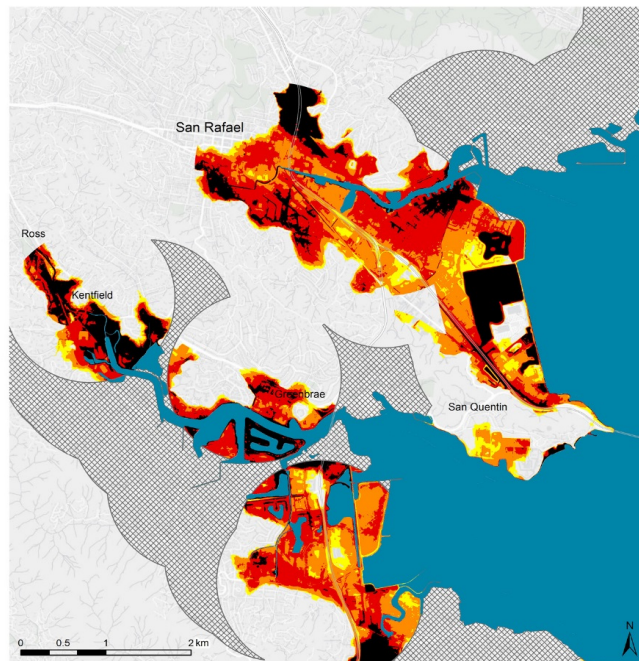 San Rafael
Ross
Kentfield
Greenbrae
San Quentin
0 0.5 1 2 km
N